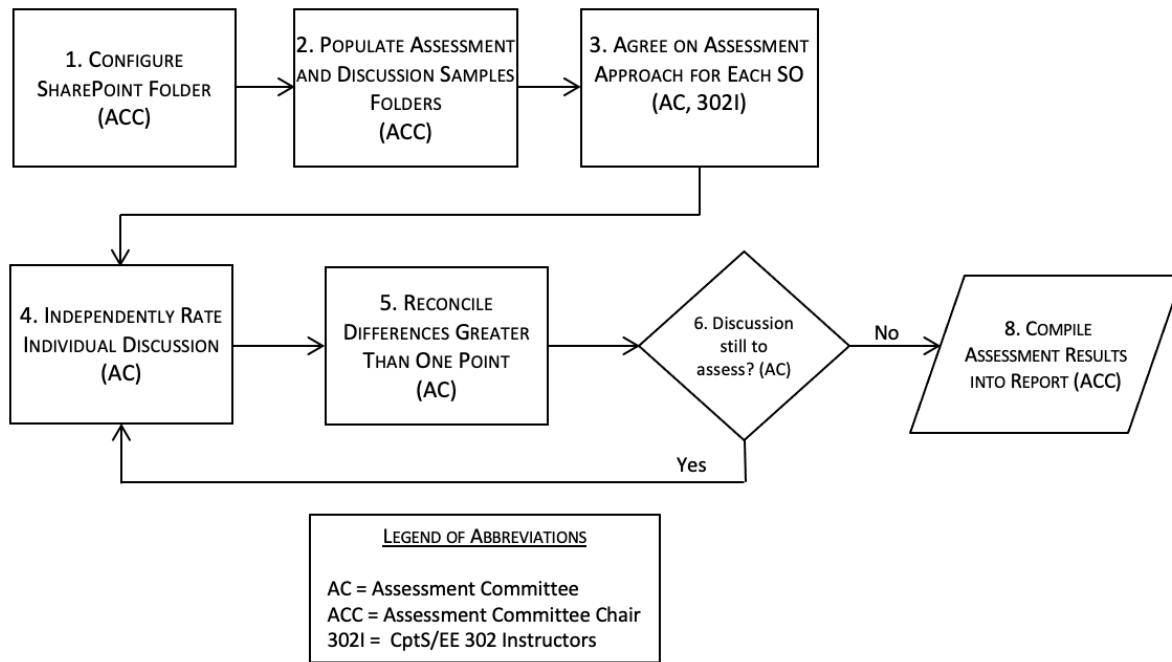 1. CONFIGURE
SHAREPOINT FOLDER
(ACC)
2. POPULATE ASSESSMENT
AND DISCUSSION SAMPLES
FOLDERS
(ACC)
3. AGREE ON ASSESSMENT
APPROACH FOR EACH SO
(AC, 302I)
4. INDEPENDENTLY RATE
INDIVIDUAL DISCUSSION
(AC)
5. RECONCILE
DIFFERENCES GREATER
THAN ONE POINT
(AC)
6. Discussion
still to
assess? (AC)
No
Yes
8. COMPILE
ASSESSMENT RESULTS
INTO REPORT (ACC)
LEGEND OF ABBREVIATIONS
AC = Assessment Committee
ACC = Assessment Committee Chair
302I = CptS/EE 302 Instructors